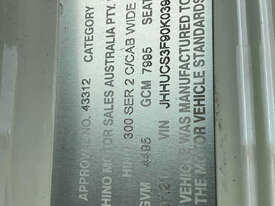 APPROVAL NO. 43312 CATEGORY
HINO MOTOR SALES AUSTRALIA PTY.
300 SER 2 C/CAB WIDE
GVM 4495 GCM 7995 SEAT
VIN JHHUCS3F90K039
VEHICLE WAS MANUFACTURED TO
THE MOTOR VEHICLE STANDARDS